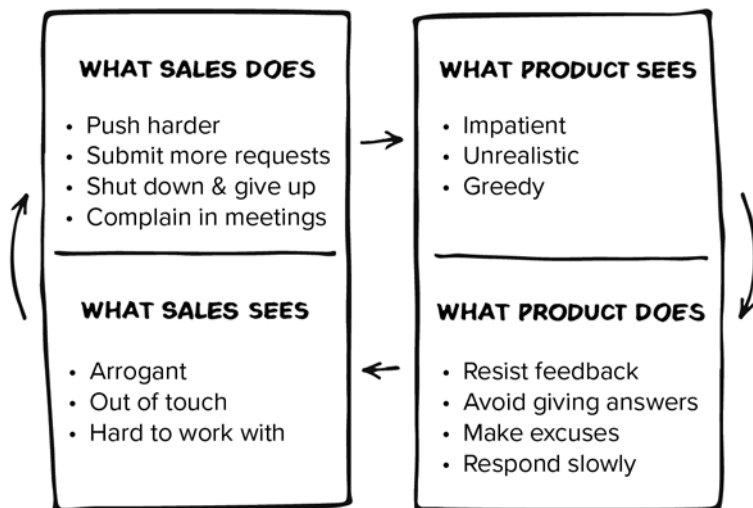 WHAT SALES DOES
• Push harder
• Submit more requests
• Shut down & give up
• Complain in meetings
WHAT PRODUCT SEES
• Impatient
• Unrealistic
• Greedy
WHAT SALES SEES
• Arrogant
• Out of touch
• Hard to work with
WHAT PRODUCT DOES
• Resist feedback
• Avoid giving answers
• Make excuses
• Respond slowly